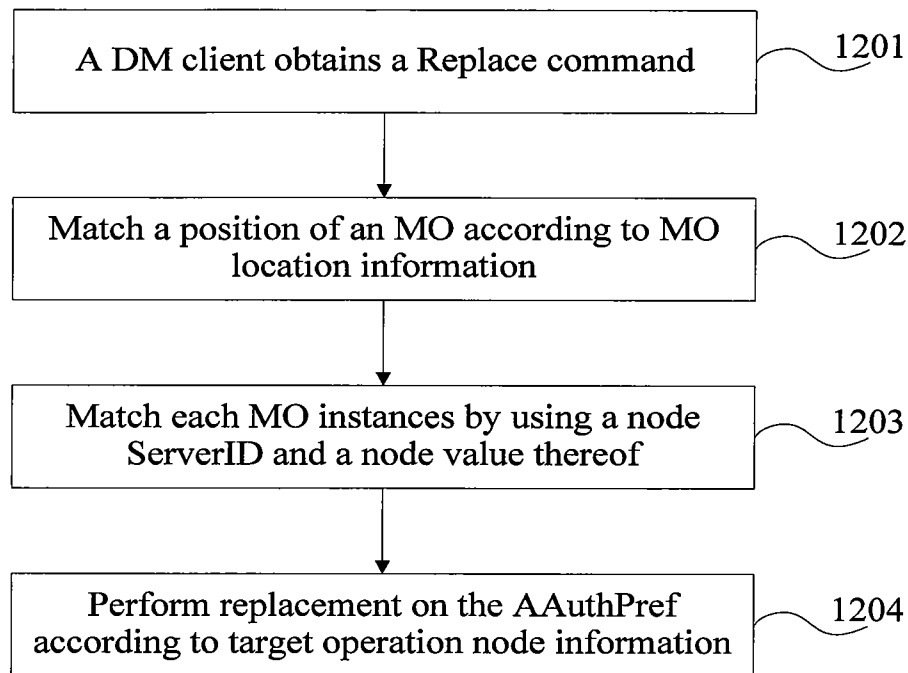 A DM client obtains a Replace command
1201
Match a position of an MO according to MO
location information
1202
Match each MO instances by using a node
ServerID and a node value thereof
1203
Perform replacement on the AAuthPref
according to target operation node information
1204